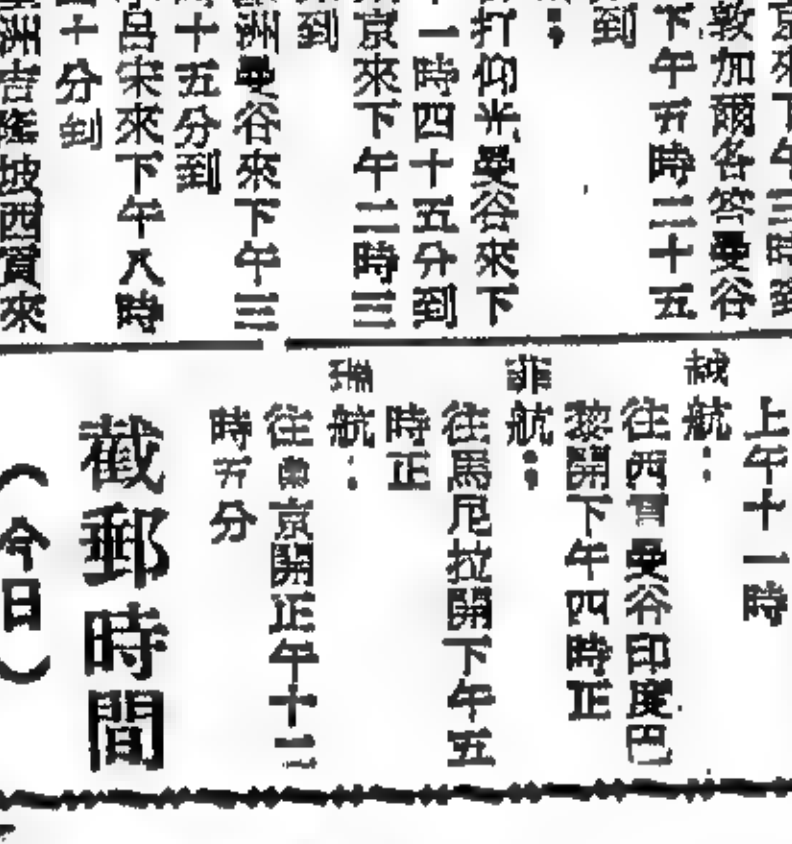 京來下午三時
敦加爾各答曼谷
下午五時二十五
到
打仰光曼谷來下
一時四十五分到
京來下午二時三
到
洲曼谷來下午三
十五分到
呂宋來下午八時
十分到
洲吉隆坡西貢來
上午十一時
越航：
往西貢曼谷印度巴
黎開下午四時正
菲航：
往馬尼拉開下午五
時正
瑞航：
往東京開正午十二
時五分
截郵時間
（今日）